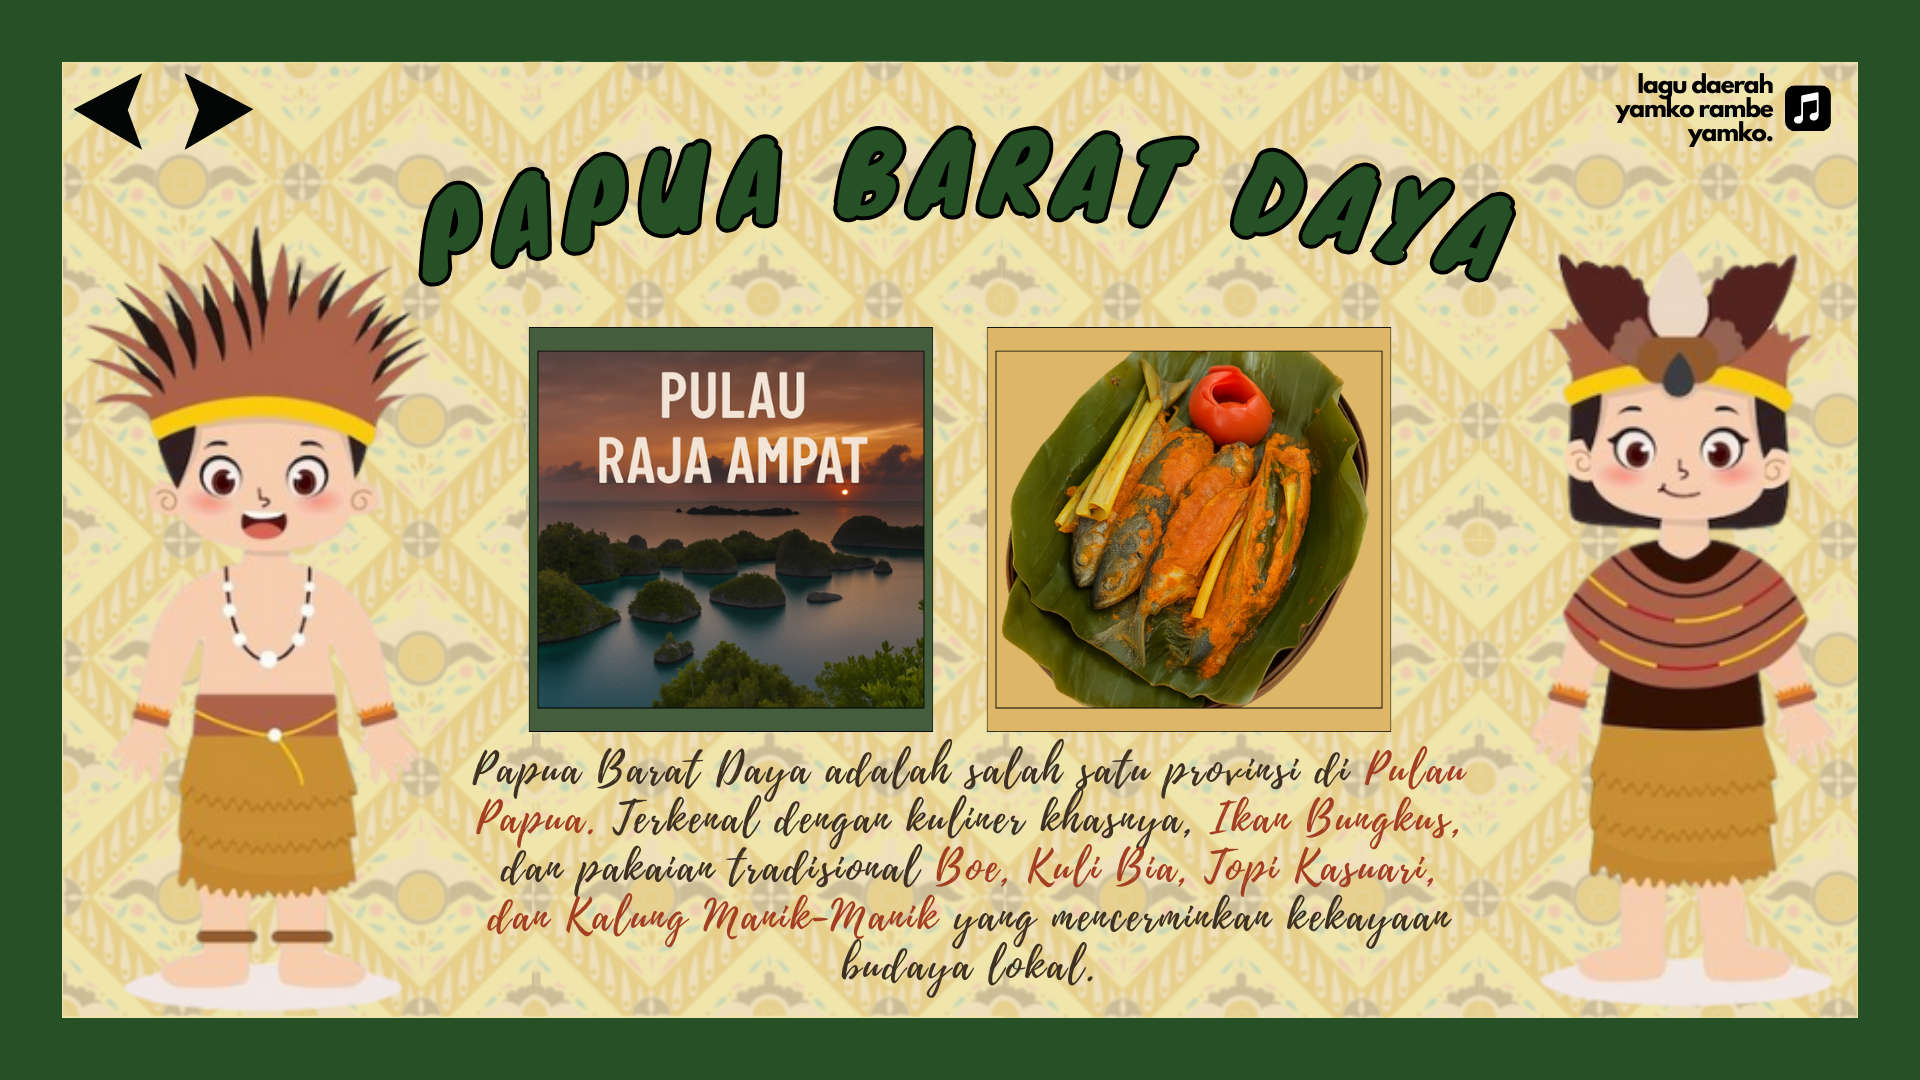 lagu daerah
yamko rambe
yamko.
PAPUA BARAT DAYA
PULAU
RAJA AMPAT
Papua Barat Daya adalah salah satu provinsi di Pulau
Papua. Terkenal dengan kuliner khasnya, Ikan Bungkus,
dan pakaian tradisional Boe, Kuli Bia, Topi Kasuari,
dan Kalung Manik-Manik yang mencerminkan kekayaan
budaya lokal.